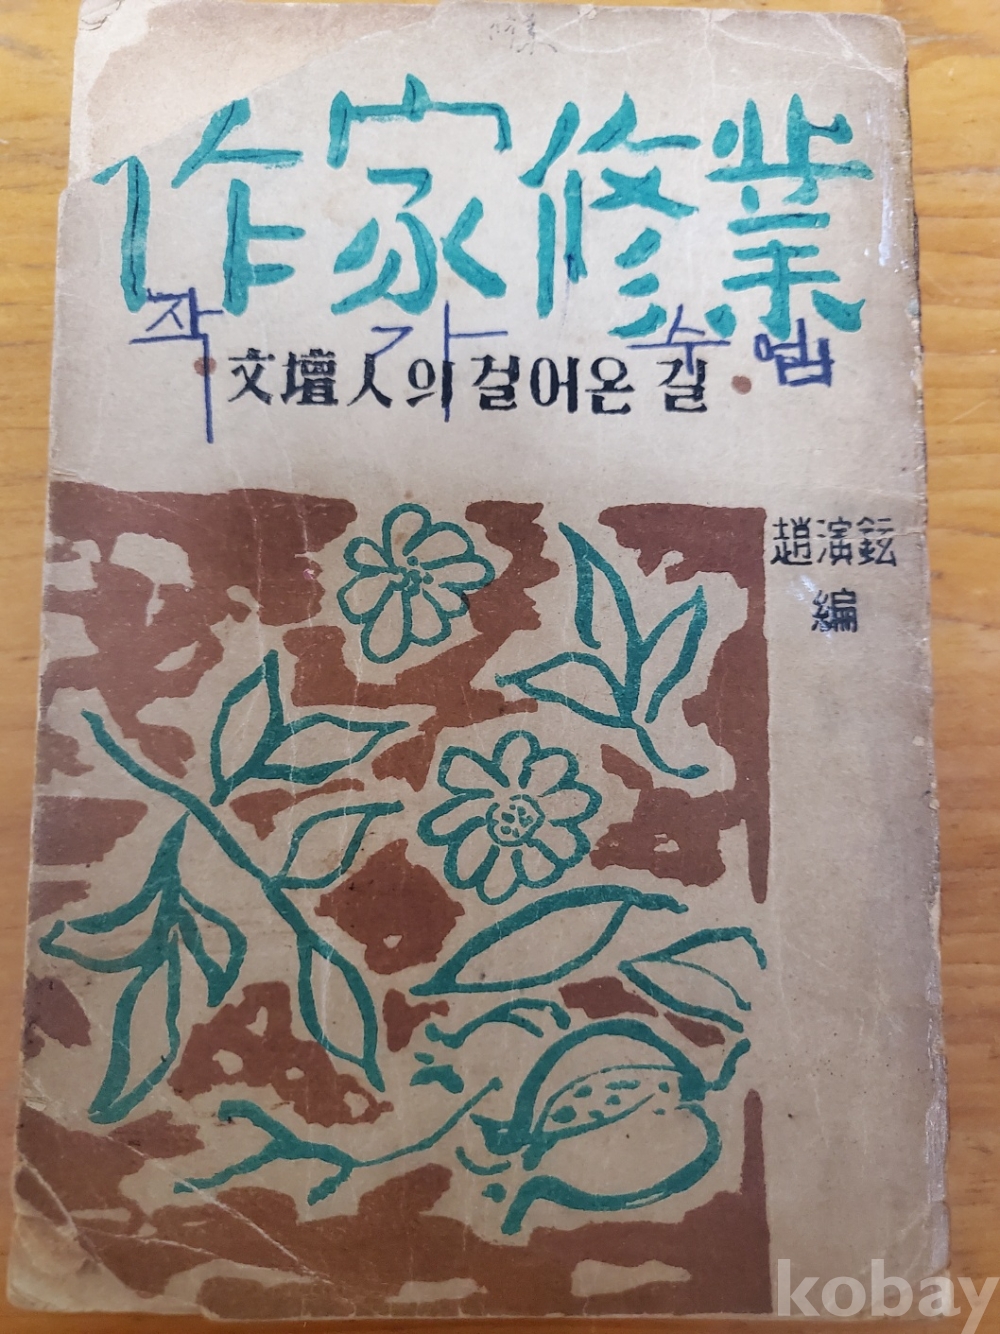 作家修業
작가수업
文壇人의 걸어온 길
趙演鉉
編
kobay